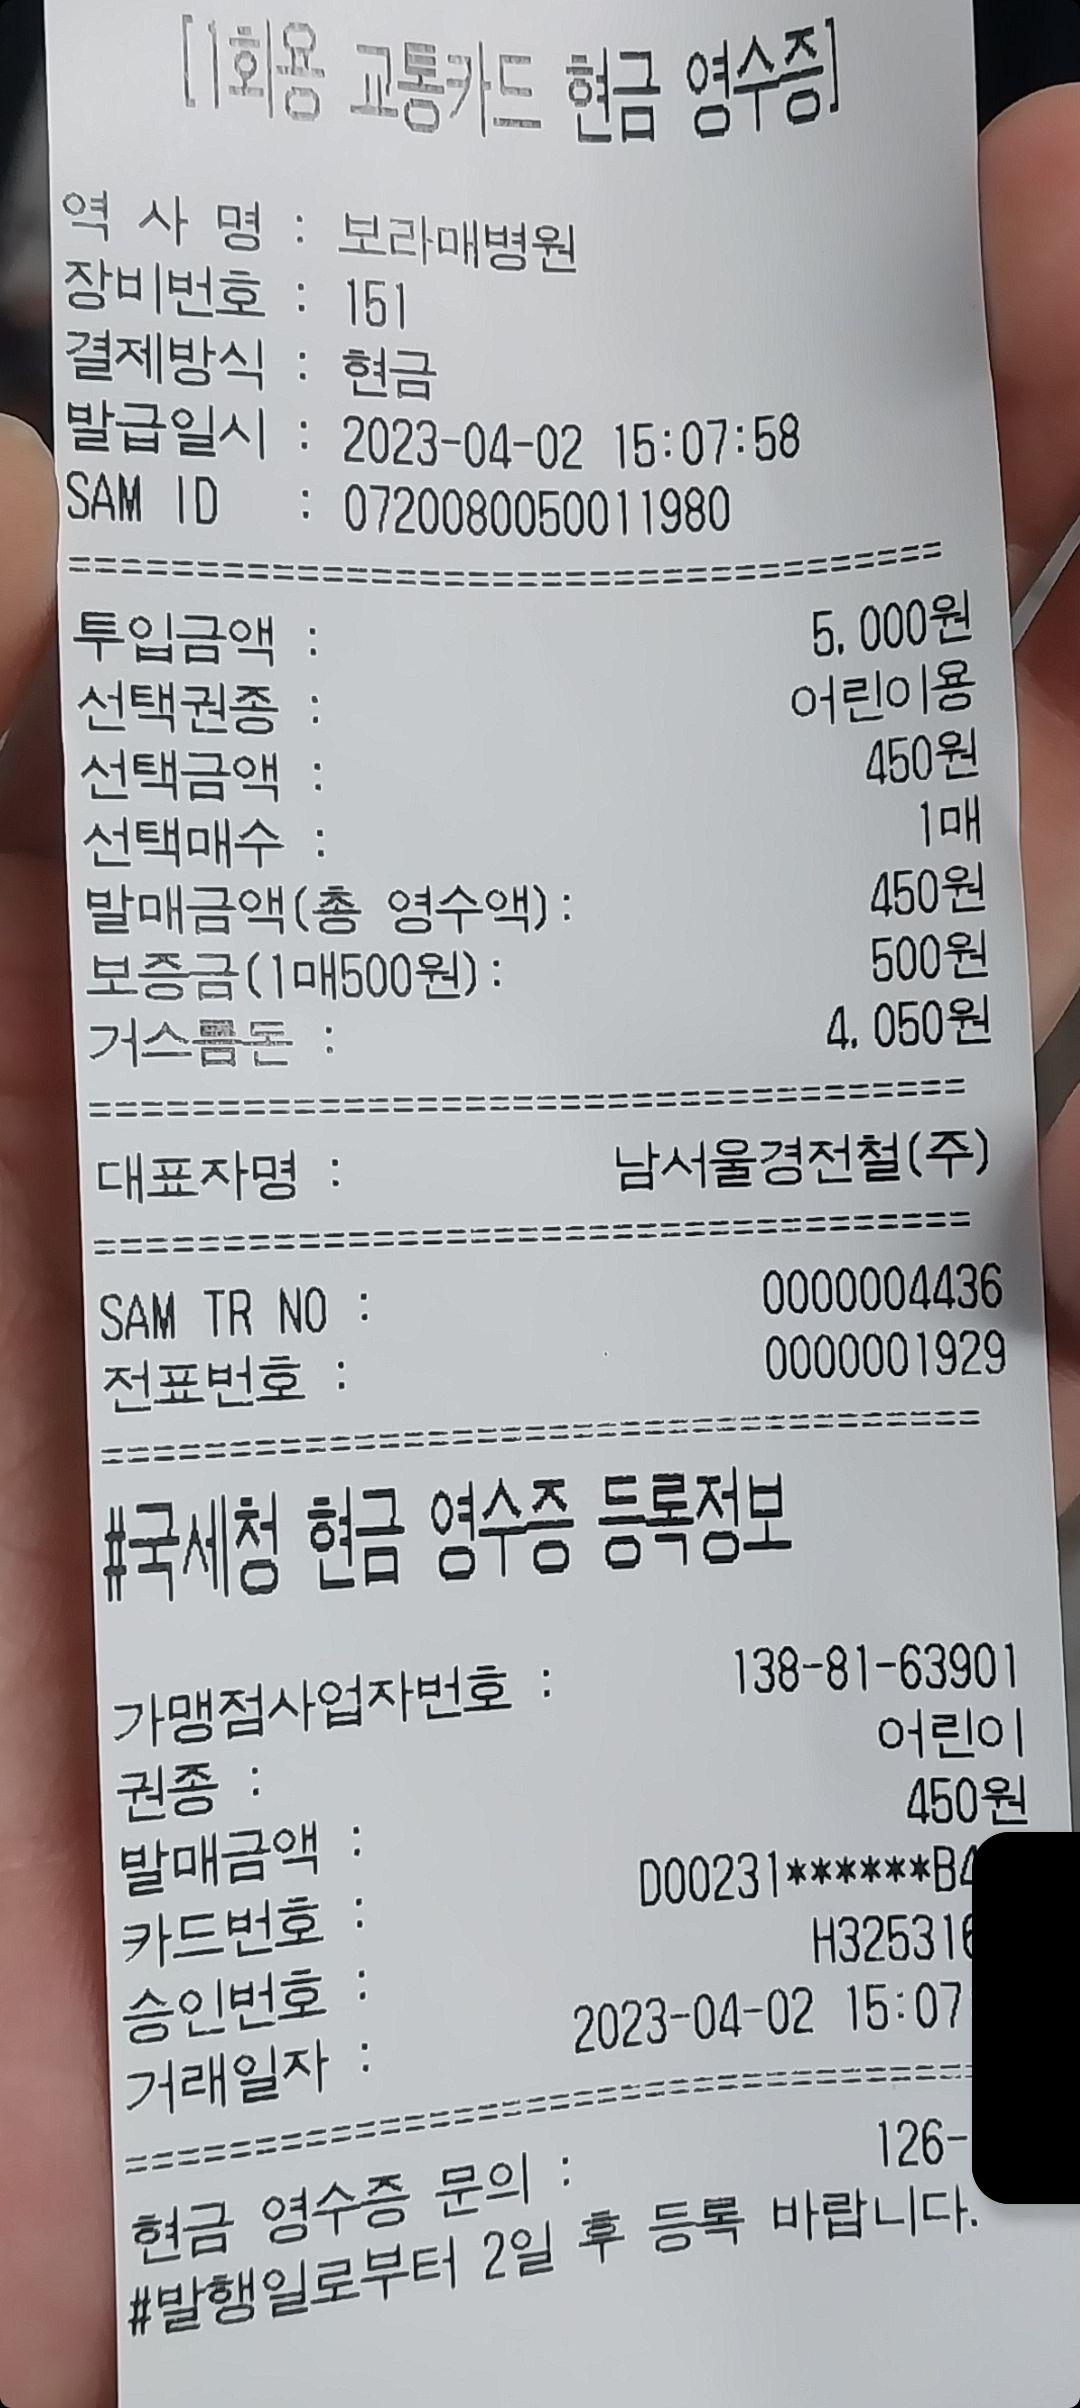 [1회용 교통카드 현금 영수증]
역 사 명 : 보라매병원
장비번호 : 151
결제방식 : 현금
발급일시 : 2023-04-02 15:07:58
SAM ID : 0720080050011980
==================================
투입금액 : 5,000원
선택권종 : 어린이용
선택금액 : 450원
선택매수 : 1매
발매금액(총 영수액): 450원
보증금(1매500원): 500원
거스름돈 : 4,050원
==================================
대표자명 : 남서울경전철(주)
==================================
SAM TR NO : 0000004436
전표번호 : 0000001929
==================================
#국세청 현금 영수증 등록정보
가맹점사업자번호 : 138-81-63901
권종 : 어린이
발매금액 : 450원
카드번호 : D00231******B4
승인번호 : H325316
거래일자 : 2023-04-02 15:07
==================================
현금 영수증 문의 : 126-
#발행일로부터 2일 후 등록 바랍니다.